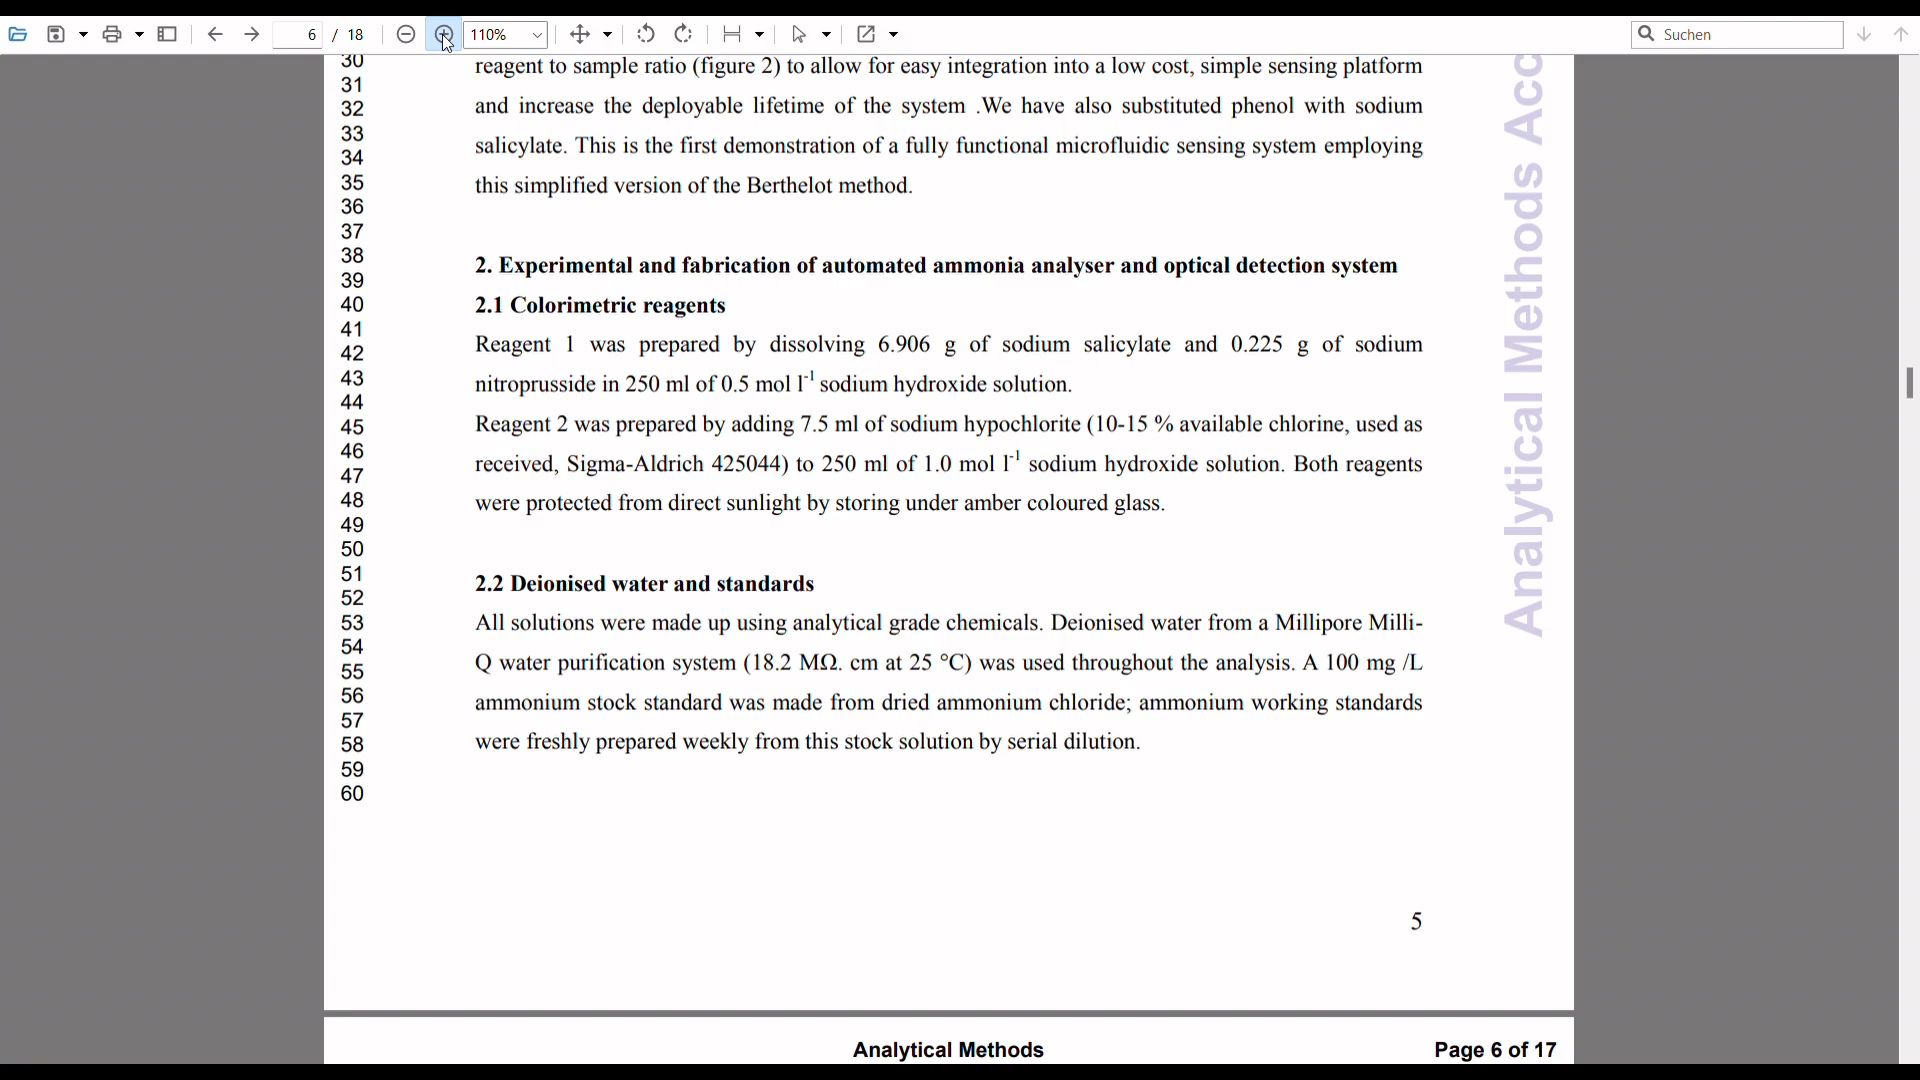 6 / 18
110%
Suchen
30
31
32
33
34
35
36
37
38
39
40
41
42
43
44
45
46
47
48
49
50
51
52
53
54
55
56
57
58
59
60
reagent to sample ratio (figure 2) to allow for easy integration into a low cost, simple sensing platform
and increase the deployable lifetime of the system .We have also substituted phenol with sodium
salicylate. This is the first demonstration of a fully functional microfluidic sensing system employing
this simplified version of the Berthelot method.
2. Experimental and fabrication of automated ammonia analyser and optical detection system
2.1 Colorimetric reagents
Reagent 1 was prepared by dissolving 6.906 g of sodium salicylate and 0.225 g of sodium
nitroprusside in 250 ml of 0.5 mol l-1 sodium hydroxide solution.
Reagent 2 was prepared by adding 7.5 ml of sodium hypochlorite (10-15 % available chlorine, used as
received, Sigma-Aldrich 425044) to 250 ml of 1.0 mol l-1 sodium hydroxide solution. Both reagents
were protected from direct sunlight by storing under amber coloured glass.
2.2 Deionised water and standards
All solutions were made up using analytical grade chemicals. Deionised water from a Millipore Milli-
Q water purification system (18.2 MΩ. cm at 25 °C) was used throughout the analysis. A 100 mg /L
ammonium stock standard was made from dried ammonium chloride; ammonium working standards
were freshly prepared weekly from this stock solution by serial dilution.
5
Analytical Methods Acc
Analytical Methods
Page 6 of 17